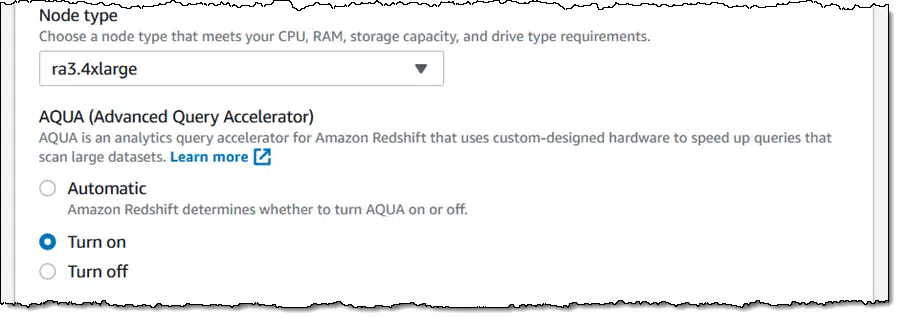 Node type
Choose a node type that meets your CPU, RAM, storage capacity, and drive type requirements.
ra3.4xlarge
AQUA (Advanced Query Accelerator)
AQUA is an analytics query accelerator for Amazon Redshift that uses custom-designed hardware to speed up queries that
scan large datasets. Learn more
Automatic
Amazon Redshift determines whether to turn AQUA on or off.
Turn on
Turn off